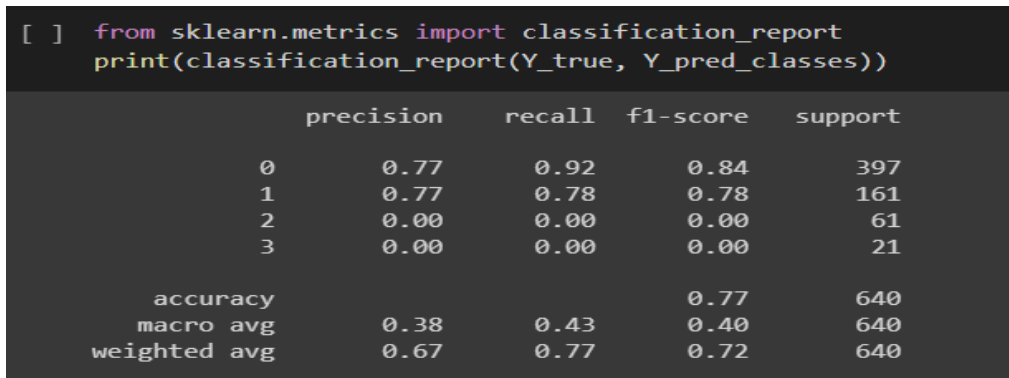 [ ] from sklearn.metrics import classification_report
print(classification_report(Y_true, Y_pred_classes))
precision recall f1-score support
0 0.77 0.92 0.84 397
1 0.77 0.78 0.78 161
2 0.00 0.00 0.00 61
3 0.00 0.00 0.00 21
accuracy 0.77 640
macro avg 0.38 0.43 0.40 640
weighted avg 0.67 0.77 0.72 640